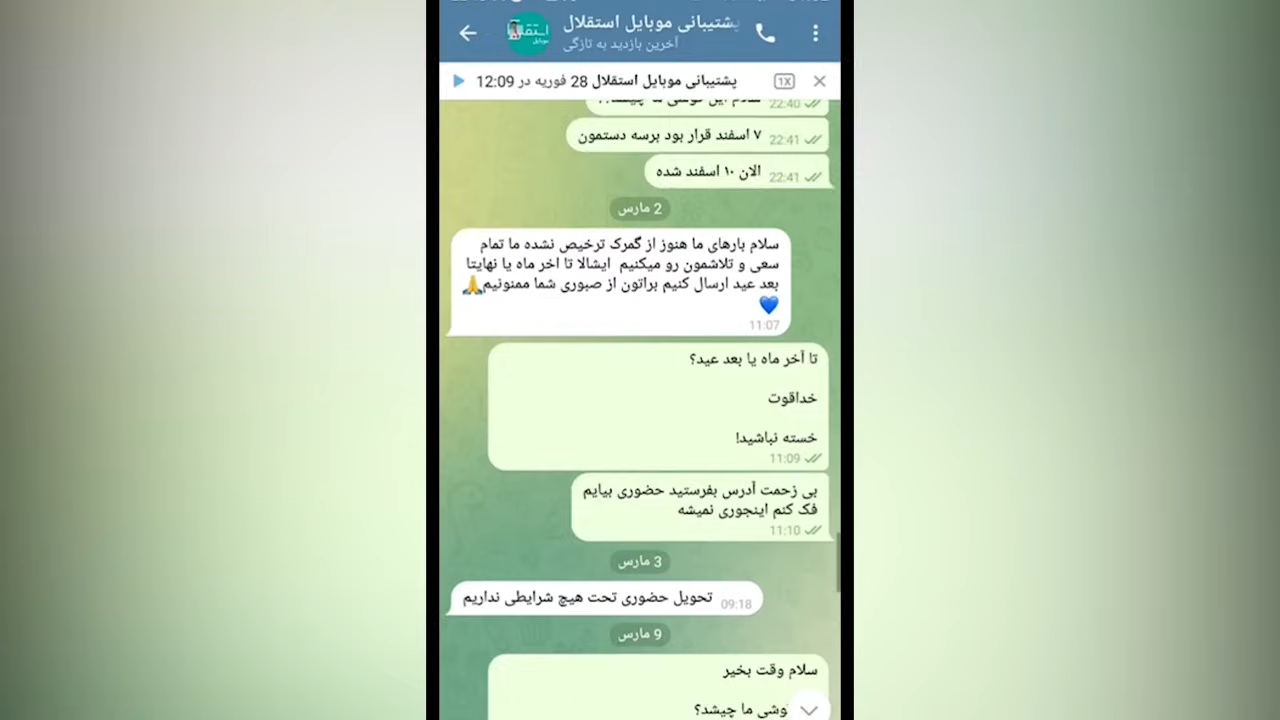 پشتیبانی موبایل استقلال
آخرین بازدید به تازگی
پشتیبانی موبایل استقلال 28 فوریه در 12:09
1X
22:40
۷ اسفند قرار بود برسه دستمون
22:41
الان ۱۰ اسفند شده
22:41
2 مارس
سلام بارهای ما هنوز از گمرک ترخیص نشده ما تمام
سعی و تلاشمون رو میکنیم ایشالا تا اخر ماه یا نهایتا
بعد عید ارسال کنیم براتون از صبوری شما ممنونیم🙏
💙
11:07
تا آخر ماه یا بعد عید؟
خداقوت
خسته نباشید!
11:09
بی زحمت آدرس بفرستید حضوری بیایم
فک کنم اینجوری نمیشه
11:10
3 مارس
تحویل حضوری تحت هیچ شرایطی نداریم
09:18
9 مارس
سلام وقت بخیر
ما چیشد؟